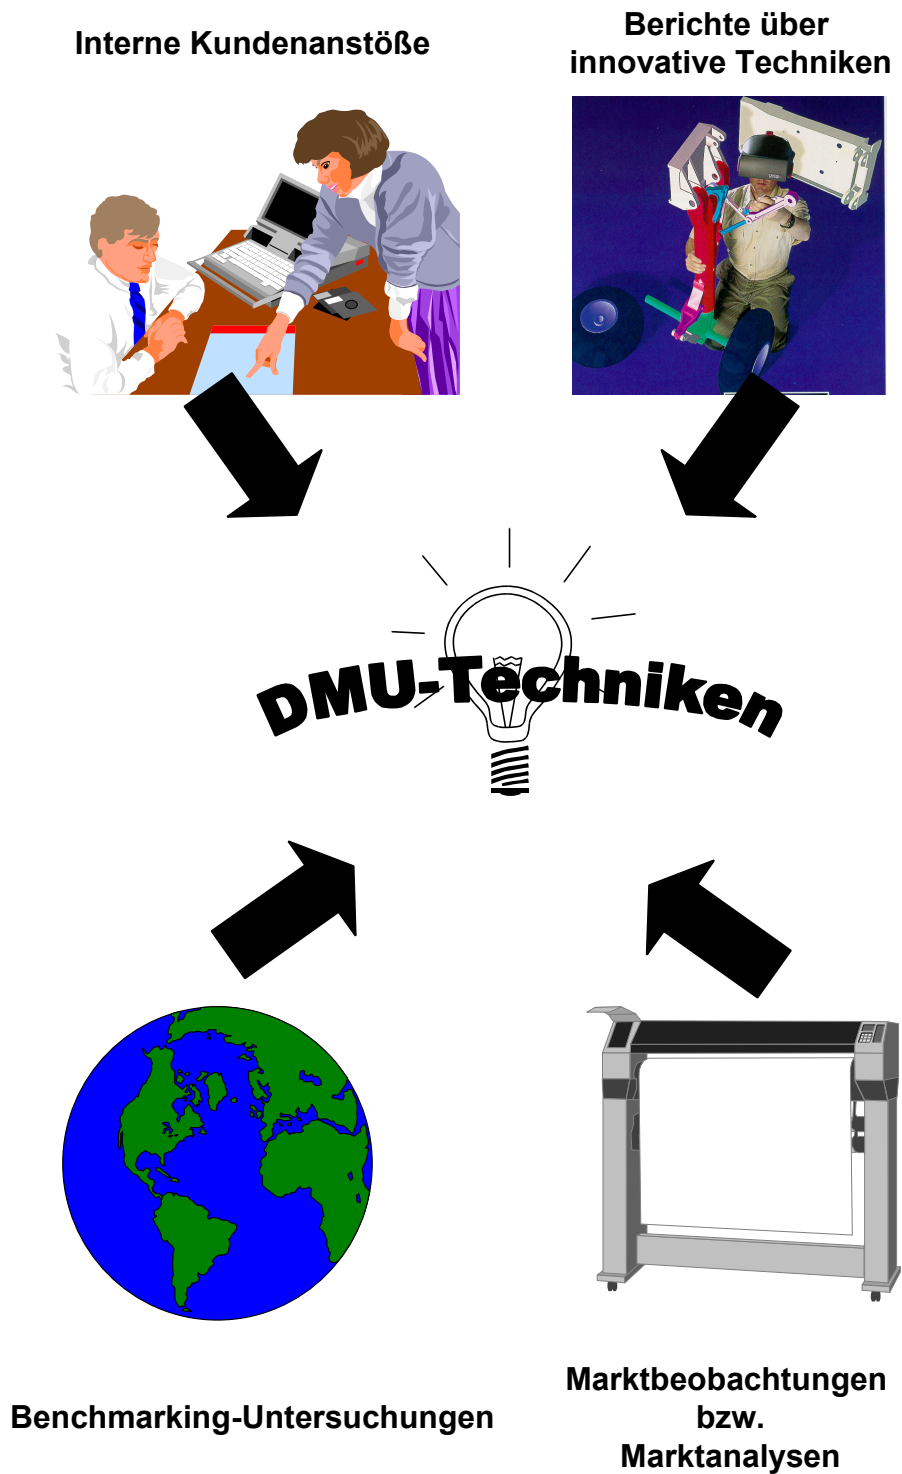 Interne Kundenanstöße
Berichte über
innovative Techniken
DMU-Techniken
Benchmarking-Untersuchungen
Marktbeobachtungen
bzw.
Marktanalysen